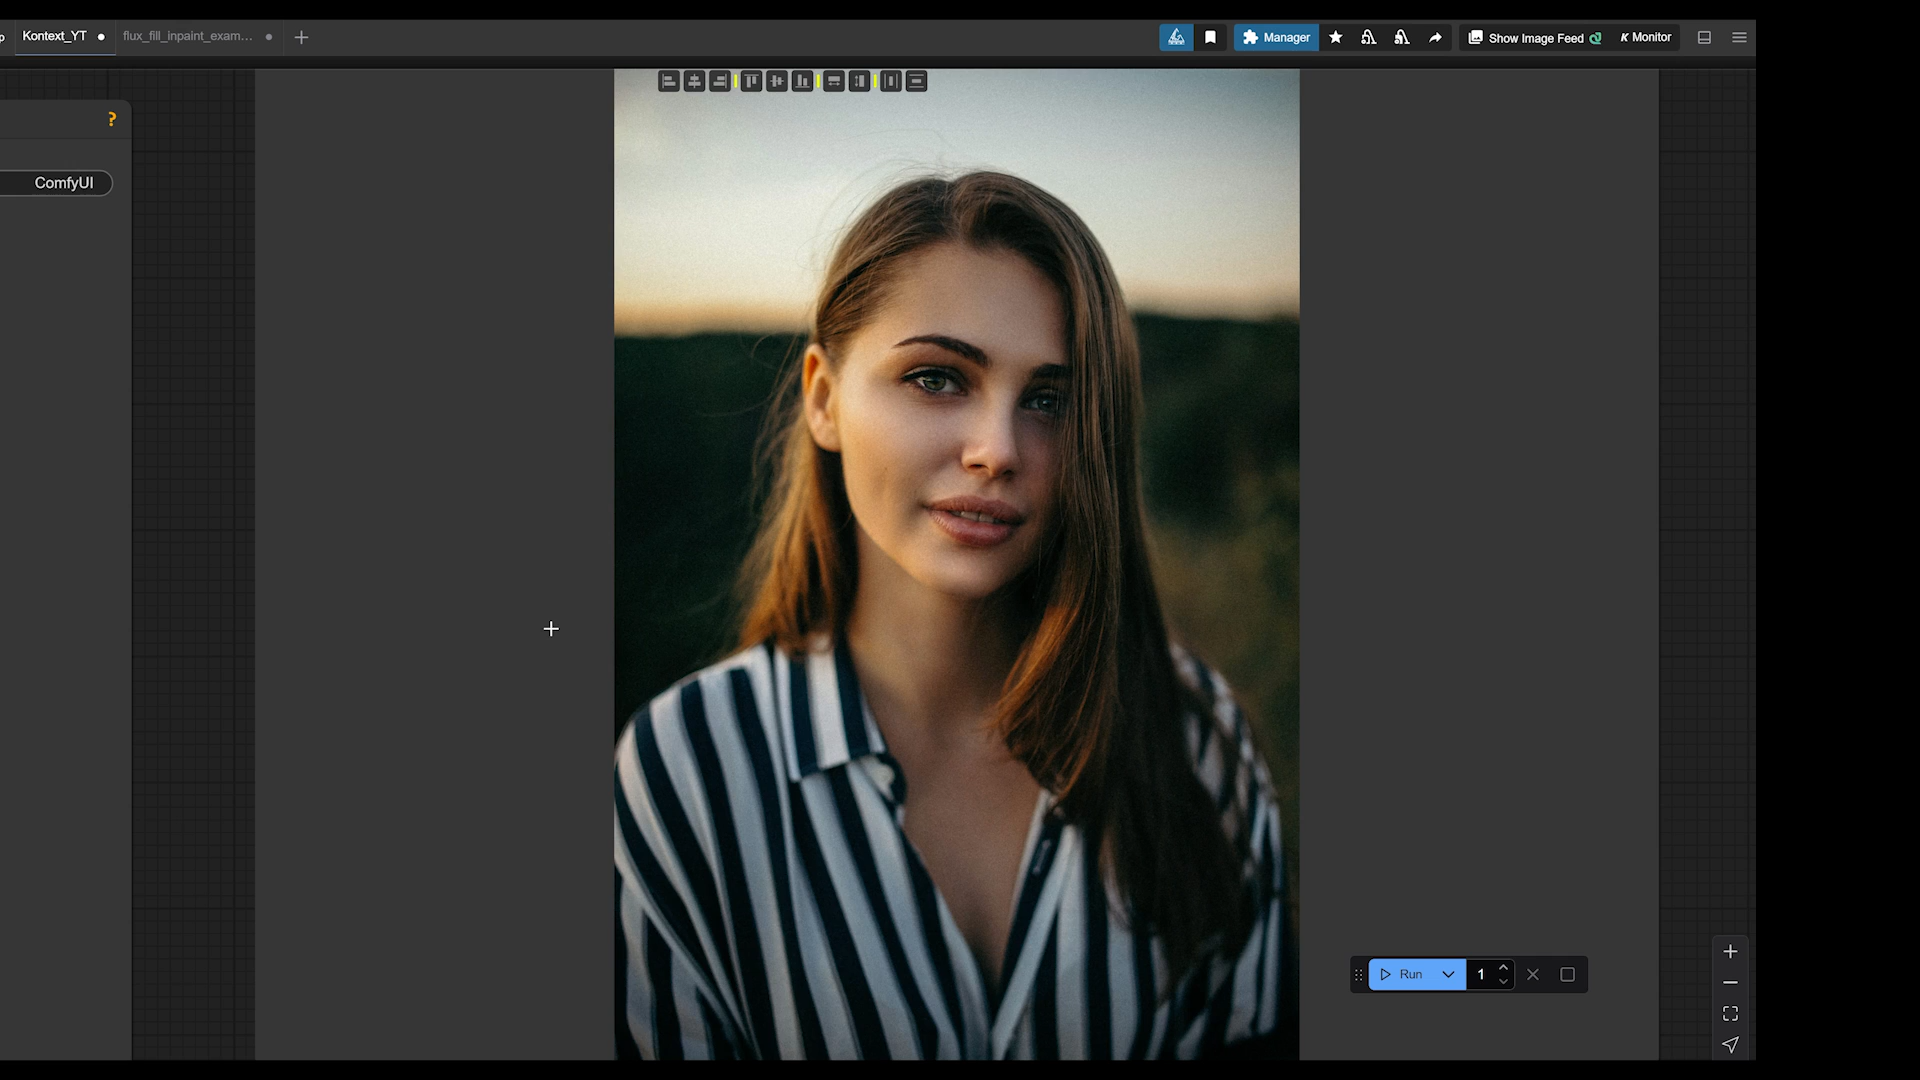 Kontext_YT
flux_fill_inpaint_exam...
Manager
Show Image Feed
Monitor
?
ComfyUI
Run
1